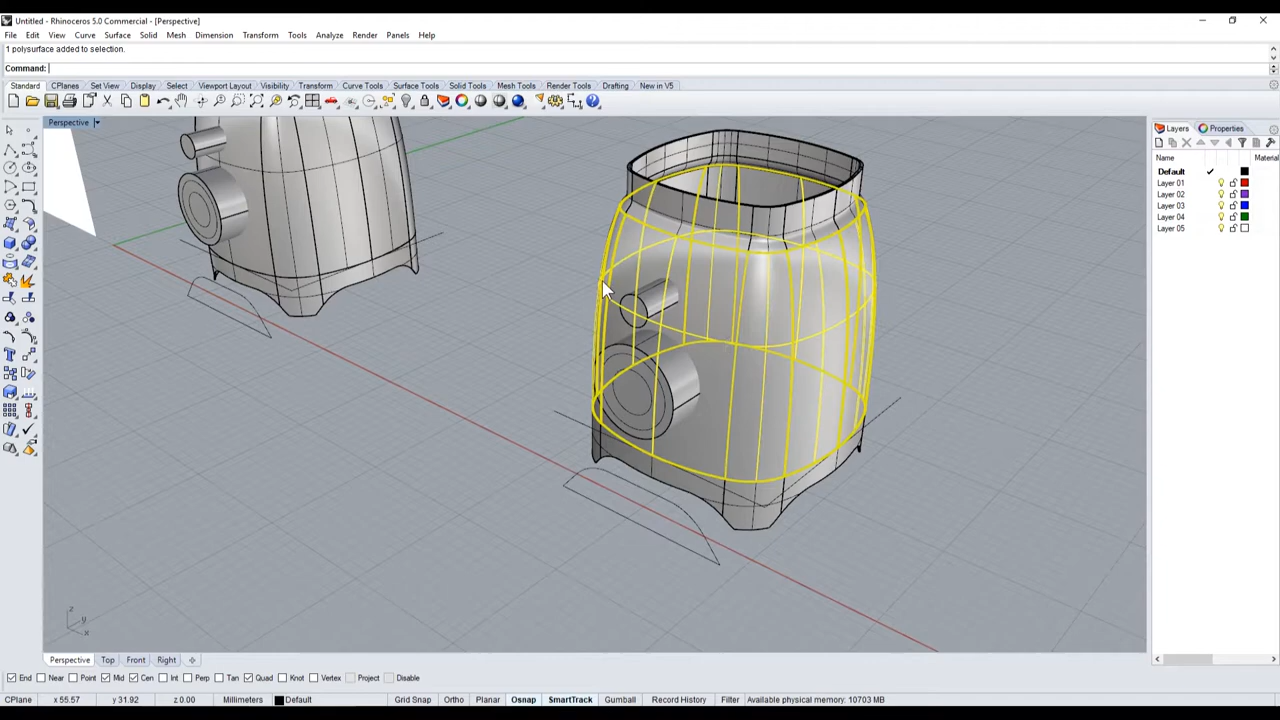 Untitled - Rhinoceros 5.0 Commercial - [Perspective]
File Edit View Curve Surface Solid Mesh Dimension Transform Tools Analyze Render Panels Help
1 polysurface added to selection.
Command:
Standard CPlanes Set View Display Select Viewport Layout Visibility Transform Curve Tools Surface Tools Solid Tools Mesh Tools Render Tools Drafting New in V5
Perspective
Layers Properties
Name Material
Default
Layer 01
Layer 02
Layer 03
Layer 04
Layer 05
z
y
x
Perspective Top Front Right
End Near Point Mid Cen Int Perp Tan Quad Knot Vertex Project Disable
CPlane x 55.57 y 31.92 z 0.00 Millimeters Default Grid Snap Ortho Planar Osnap SmartTrack Gumball Record History Filter Available physical memory: 10703 MB